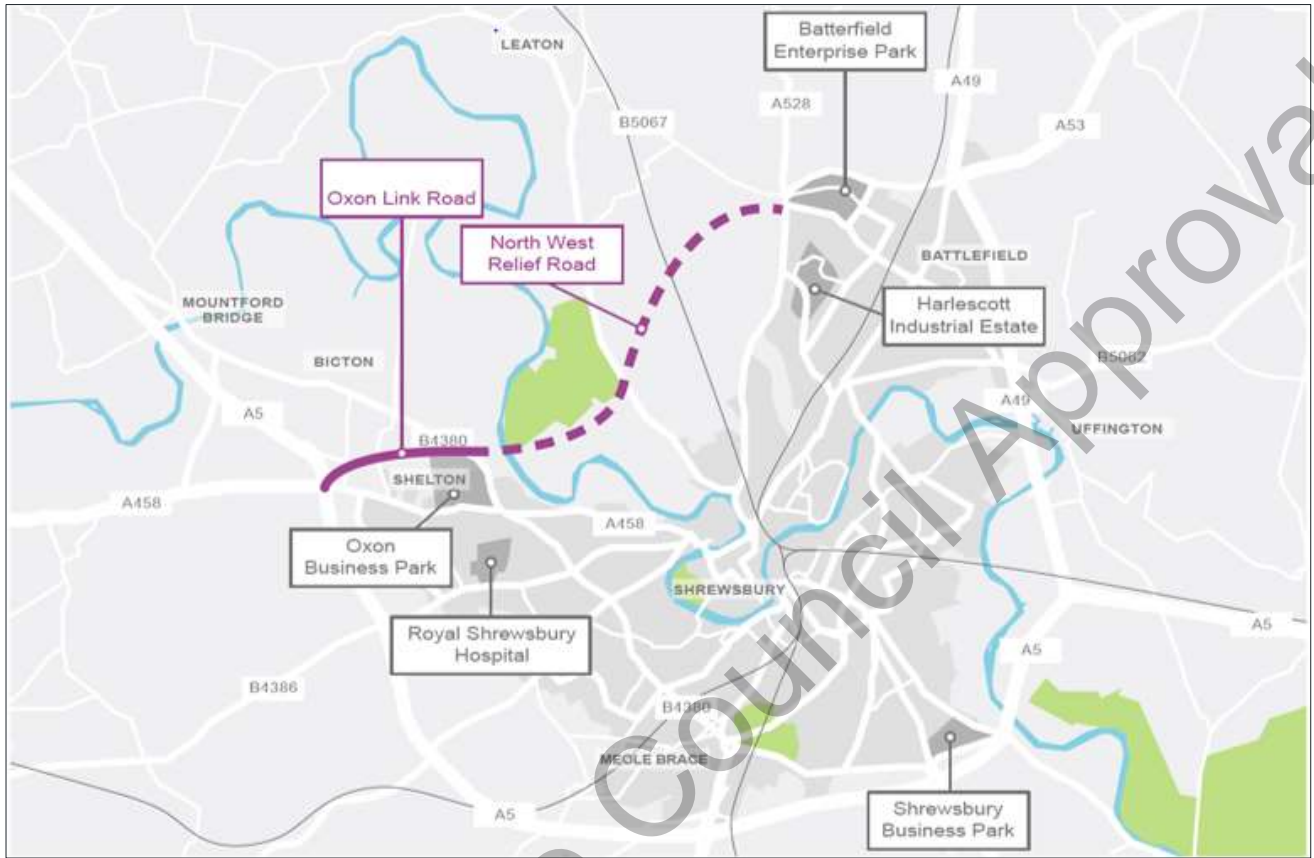 Batterfield
Enterprise Park
LEATON
A49
A528
B5067
A53
Oxon Link Road
North West
Relief Road
BATTLEFIELD
MOUNTFORD
BRIDGE
Harlescott
Industrial Estate
BICTON
B5062
A5
A49
UFFINGTON
B4380
SHELTON
A458
A458
Oxon
Business Park
SHREWSBURY
Royal Shrewsbury
Hospital
A5
A5
B4386
B4380
MEOLE BRACE
A5
Shrewsbury
Business Park
Council Approval